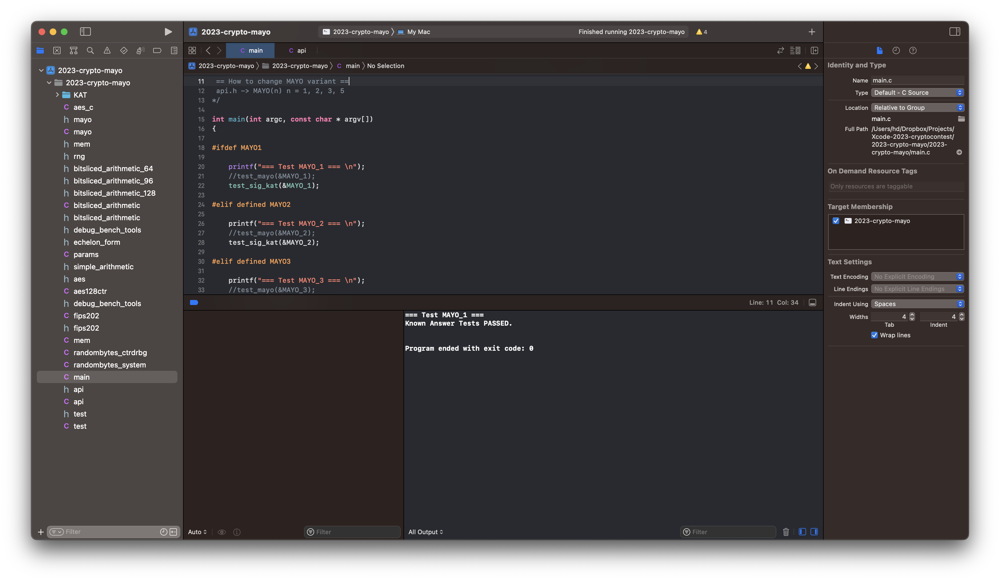 2023-crypto-mayo
2023-crypto-mayo 〉 My Mac
Finished running 2023-crypto-mayo
4
C main
C api
2023-crypto-mayo 〉 2023-crypto-mayo 〉 C main 〉 No Selection
2023-crypto-mayo
2023-crypto-mayo
KAT
C aes_c
h mayo
C mayo
h mem
h rng
h bitsliced_arithmetic_64
h bitsliced_arithmetic_96
h bitsliced_arithmetic_128
C bitsliced_arithmetic
h bitsliced_arithmetic
h debug_bench_tools
h echelon_form
C params
h simple_arithmetic
h aes
C aes128ctr
h debug_bench_tools
C fips202
h fips202
C mem
C randombytes_ctrdrbg
C randombytes_system
C main
h api
C api
h test
C test
Filter
11 == How to change MAYO variant ==
12 api.h -> MAYO(n) n = 1, 2, 3, 5
13 */
14
15 int main(int argc, const char * argv[])
16 {
17
18 #ifdef MAYO1
19
20 printf("=== Test MAYO_1 === \n");
21 //test_mayo(&MAYO_1);
22 test_sig_kat(&MAYO_1);
23
24 #elif defined MAYO2
25
26 printf("=== Test MAYO_2 === \n");
27 //test_mayo(&MAYO_2);
28 test_sig_kat(&MAYO_2);
29
30 #elif defined MAYO3
31
32 printf("=== Test MAYO_3 === \n");
33 //test_mayo(&MAYO_3);
Line: 11 Col: 34
=== Test MAYO_1 ===
Known Answer Tests PASSED.
Program ended with exit code: 0
Auto
Filter
All Output
Filter
Identity and Type
Name main.c
Type Default - C Source
Location Relative to Group
main.c
Full Path /Users/hd/Dropbox/Projects/
Xcode-2023-cryptocontest/
2023-crypto-mayo/2023-
crypto-mayo/main.c
On Demand Resource Tags
Only resources are taggable
Target Membership
2023-crypto-mayo
Text Settings
Text Encoding No Explicit Encoding
Line Endings No Explicit Line Endings
Indent Using Spaces
Widths 4 4
Tab Indent
Wrap lines